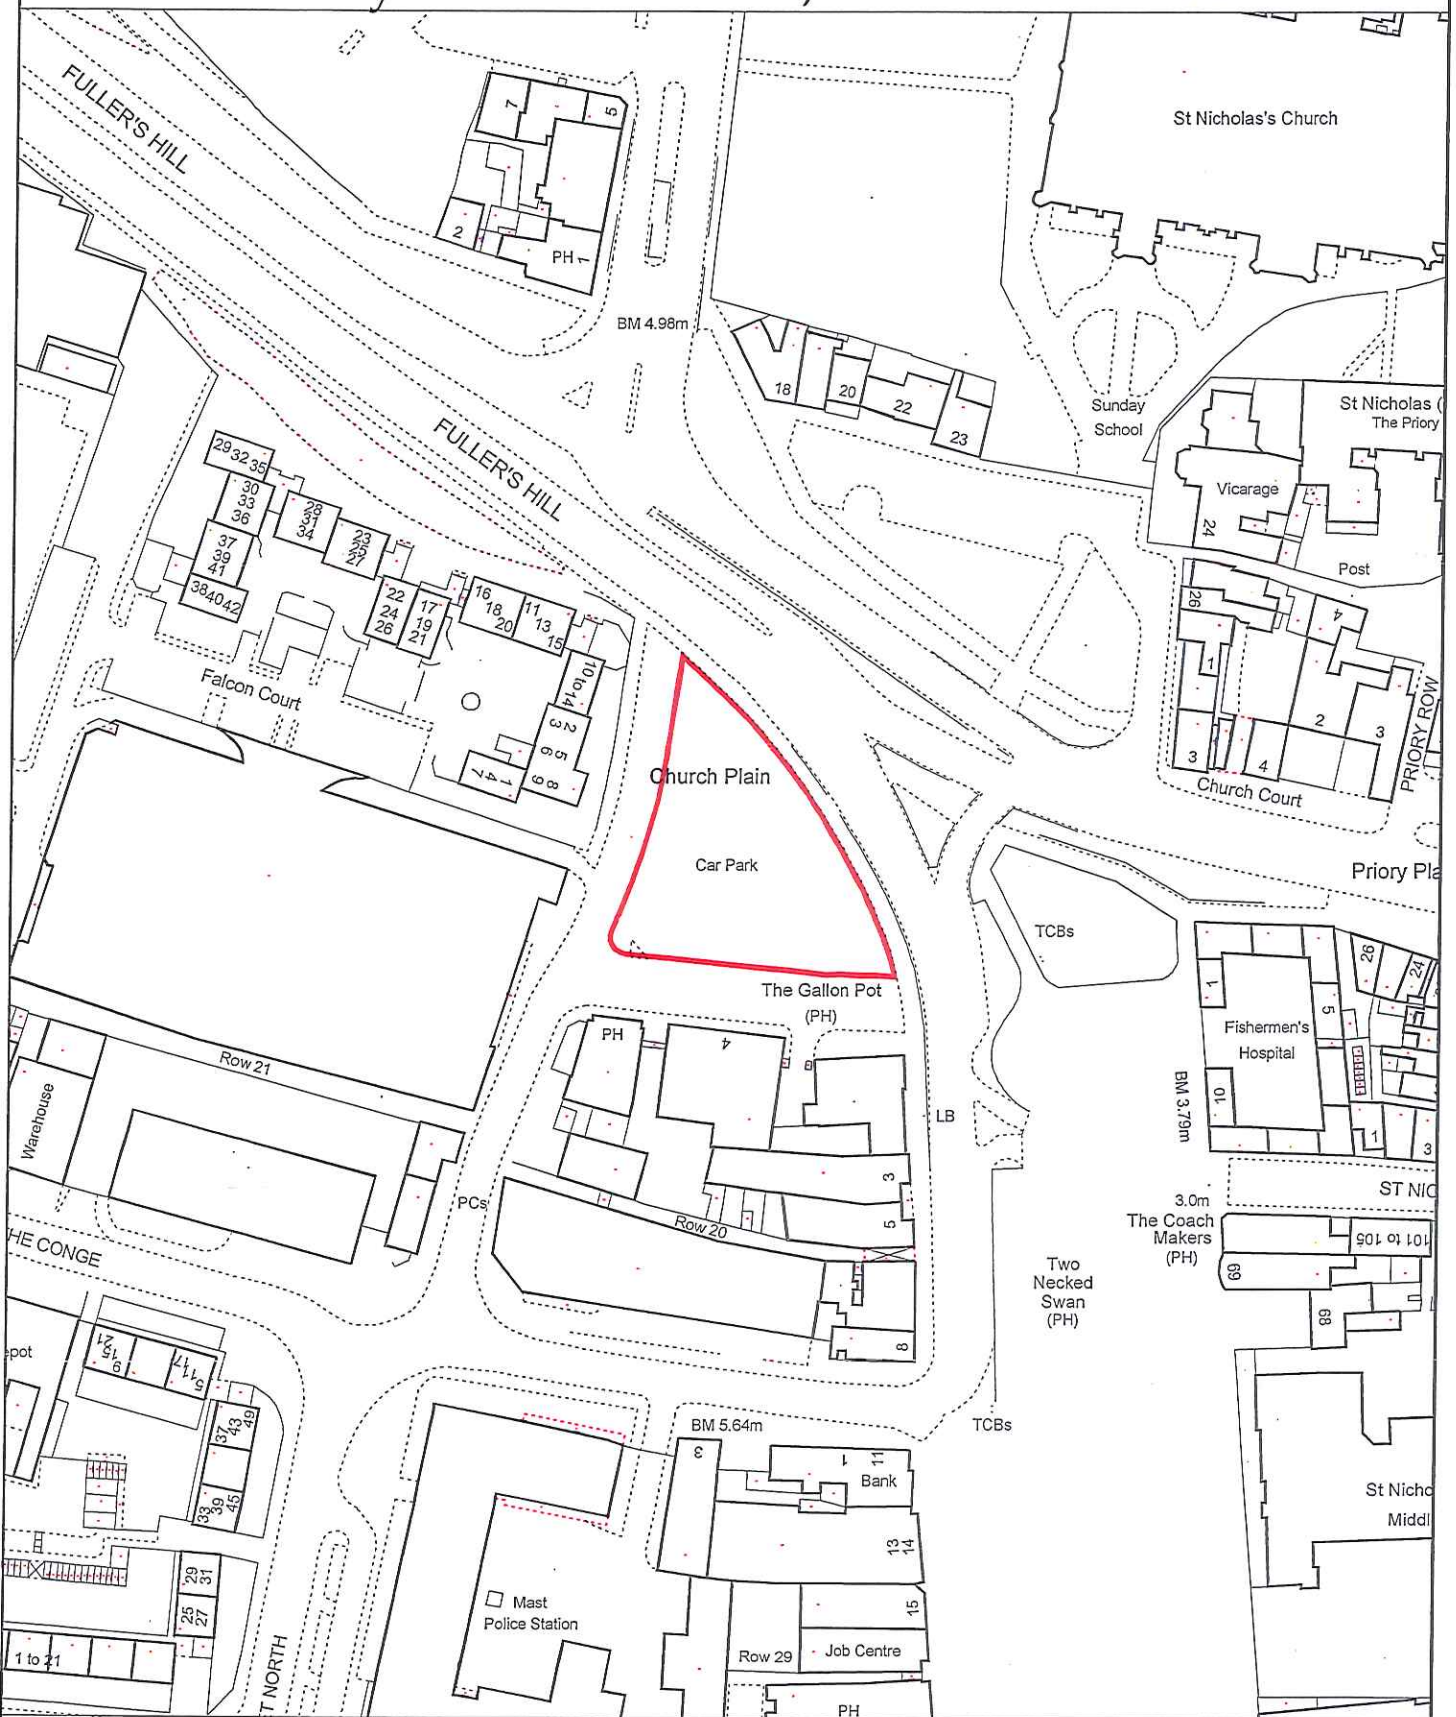 FULLER'S HILL
St Nicholas's Church
7
5
2
PH
1
BM 4.98m
18
20
22
23
Sunday
School
St Nicholas (
The Priory
FULLER'S HILL
Vicarage
24
Post
29 32 35
30
33
36
28
31
34
37
39
41
23
25
27
38 40 42
22
24
26
17
19
21
16
18
20
11
13
15
10 to 14
26
4
1
2
3
PRIORY ROW
3
4
Church Court
Falcon Court
2
3
5
6
8
9
1
4
7
Church Plain
Car Park
Priory Pla
TCBs
26
24
1
5
Fishermen's
Hospital
10
BM 3.79m
1
3
The Gallon Pot
(PH)
PH
4
Row 21
Warehouse
LB
3
5
PCs
Row 20
ST NIC
3.0m
The Coach
Makers
(PH)
101 to 105
69
68
Two
Necked
Swan
(PH)
HE CONGE
8
epot
21
15
9
17
11
5
37
43
49
33
39
45
BM 5.64m
TCBs
3
1
11
Bank
St Nicho
Middl
13
14
29
31
25
27
Mast
Police Station
15
Row 29
Job Centre
1 to 21
T NORTH
PH